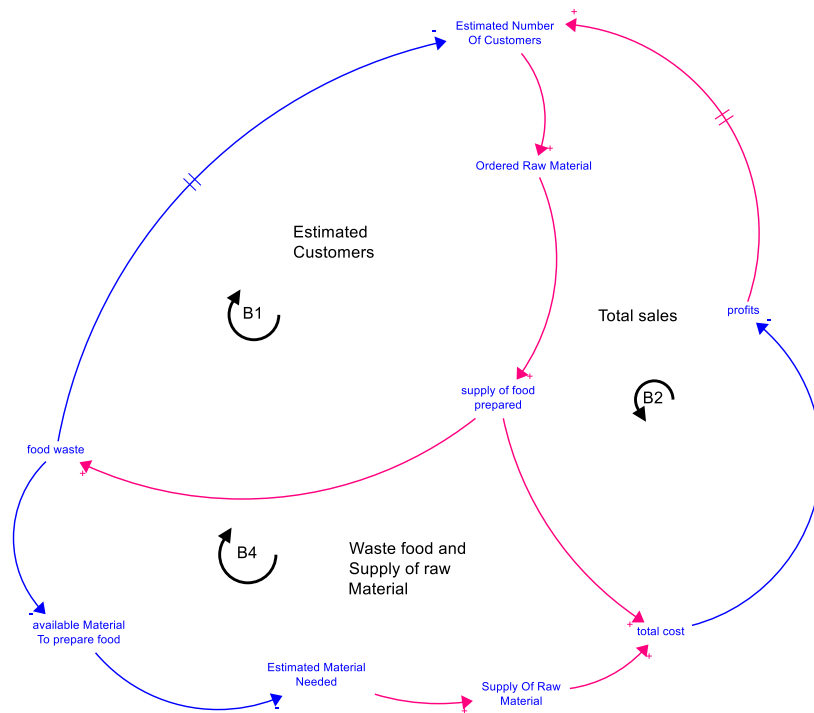 Estimated Number
Of Customers
+
-
+
Ordered Raw Material
Estimated
Customers
B1
Total sales
profits
-
B2
+
supply of food
prepared
food waste
+
B4
Waste food and
Supply of raw
Material
-
available Material
To prepare food
+
total cost
+
Estimated Material
Needed
-
Supply Of Raw
Material
+